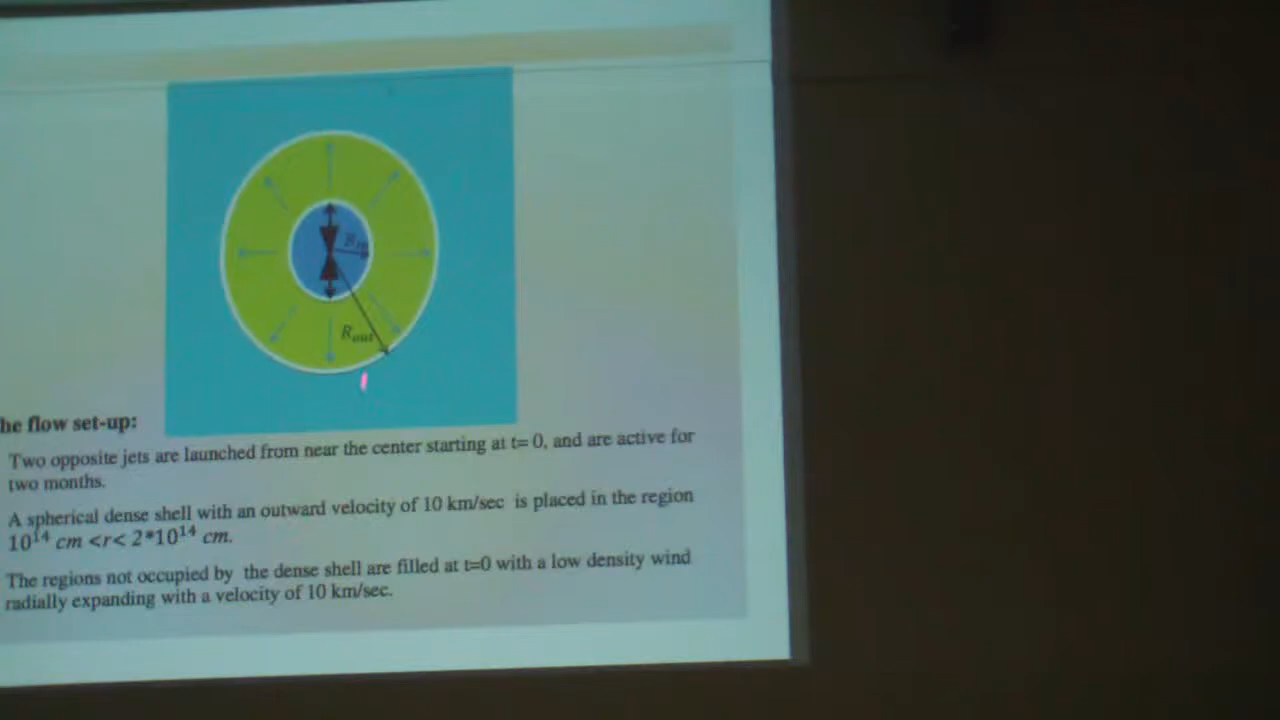 R_in
R_out
he flow set-up:
Two opposite jets are launched from near the center starting at t= 0, and are active for
two months.
A spherical dense shell with an outward velocity of 10 km/sec is placed in the region
10^14 cm <r< 2*10^14 cm.
The regions not occupied by the dense shell are filled at t=0 with a low density wind
radially expanding with a velocity of 10 km/sec.